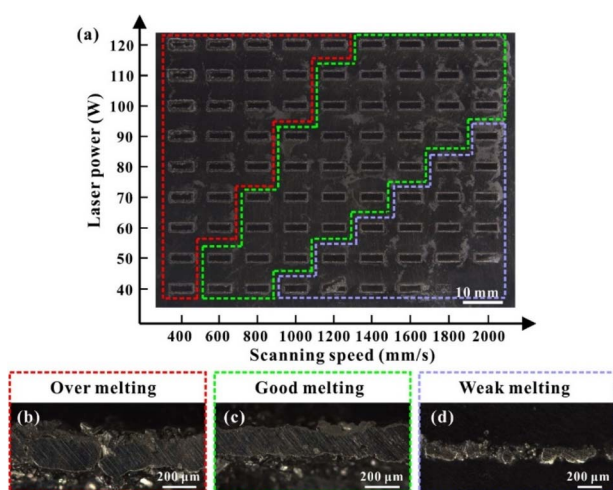 (a)
Laser power (W)
120
110
100
90
80
70
60
50
40
10 mm
400 600 800 1000 1200 1400 1600 1800 2000
Scanning speed (mm/s)
Over melting Good melting Weak melting
(b) (c) (d)
200 μm 200 μm 200 μm